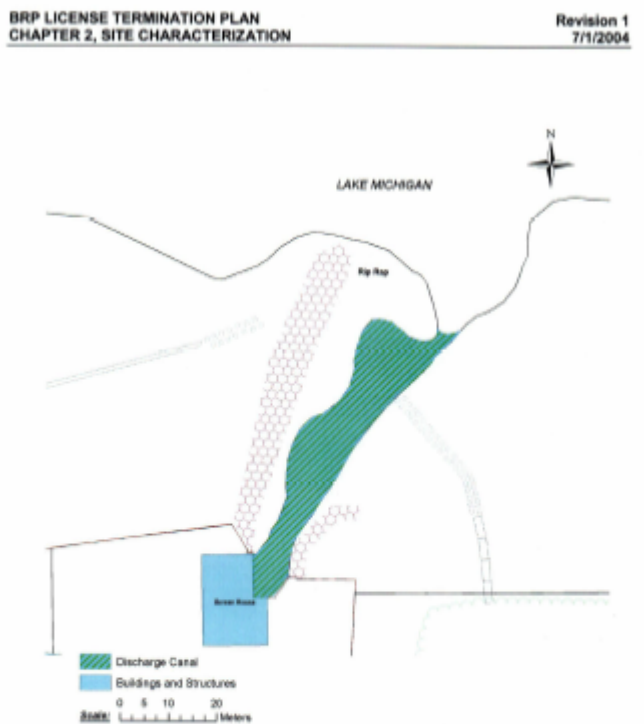 BRP LICENSE TERMINATION PLAN
CHAPTER 2, SITE CHARACTERIZATION
Revision 1
7/1/2004
N
LAKE MICHIGAN
Rip Rap
Screen House
Discharge Canal
Buildings and Structures
0 5 10 20
Scale: Meters